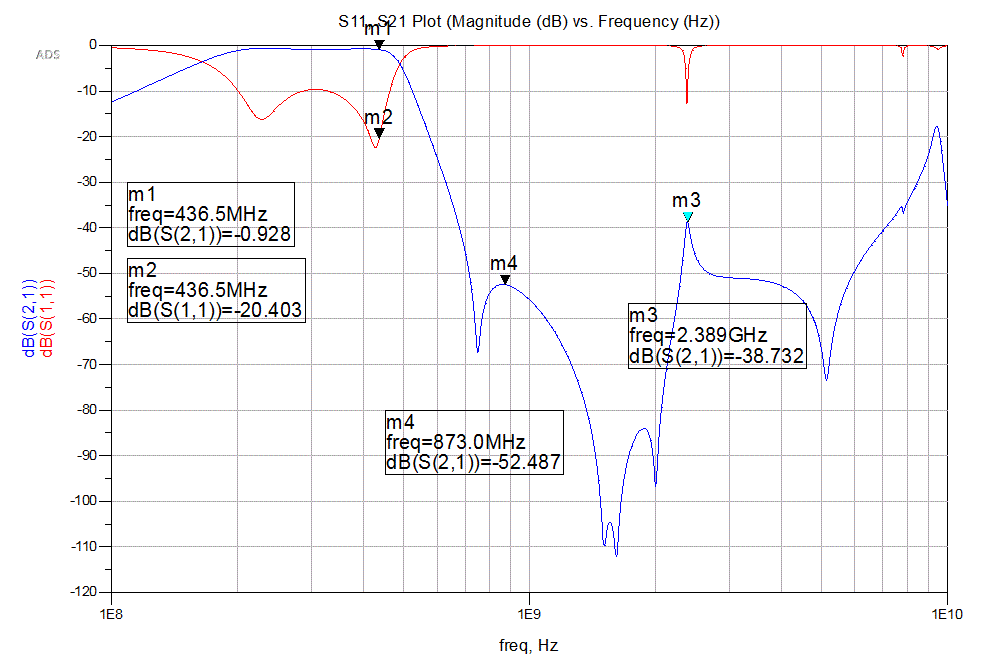 S11, S21 Plot (Magnitude (dB) vs. Frequency (Hz))
ADS
m1
m2
m3
m4
m1
freq=436.5MHz
dB(S(2,1))=-0.928
m2
freq=436.5MHz
dB(S(1,1))=-20.403
m3
freq=2.389GHz
dB(S(2,1))=-38.732
m4
freq=873.0MHz
dB(S(2,1))=-52.487
dB(S(2,1))
dB(S(1,1))
0
-10
-20
-30
-40
-50
-60
-70
-80
-90
-100
-110
-120
1E8
1E9
1E10
freq, Hz